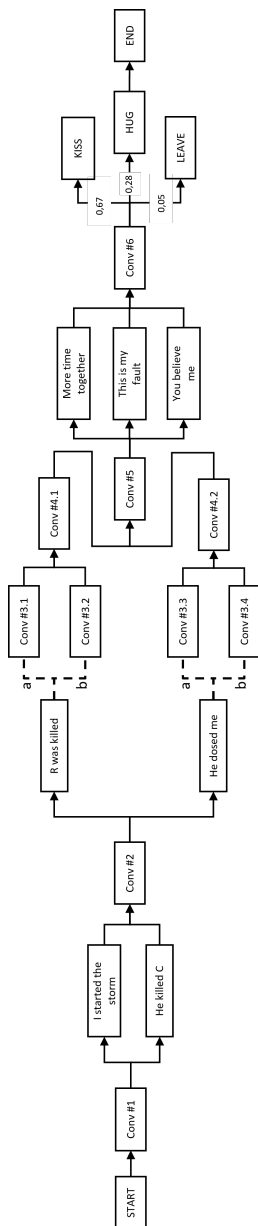 START
Conv #1
I started the
storm
He killed C
Conv #2
R was killed
He dosed me
a
b
a
b
Conv #3.1
Conv #3.2
Conv #3.3
Conv #3.4
Conv #4.1
Conv #4.2
Conv #5
More time
together
This is my
fault
You believe
me
Conv #6
0,67
0,28
0,05
KISS
HUG
LEAVE
END